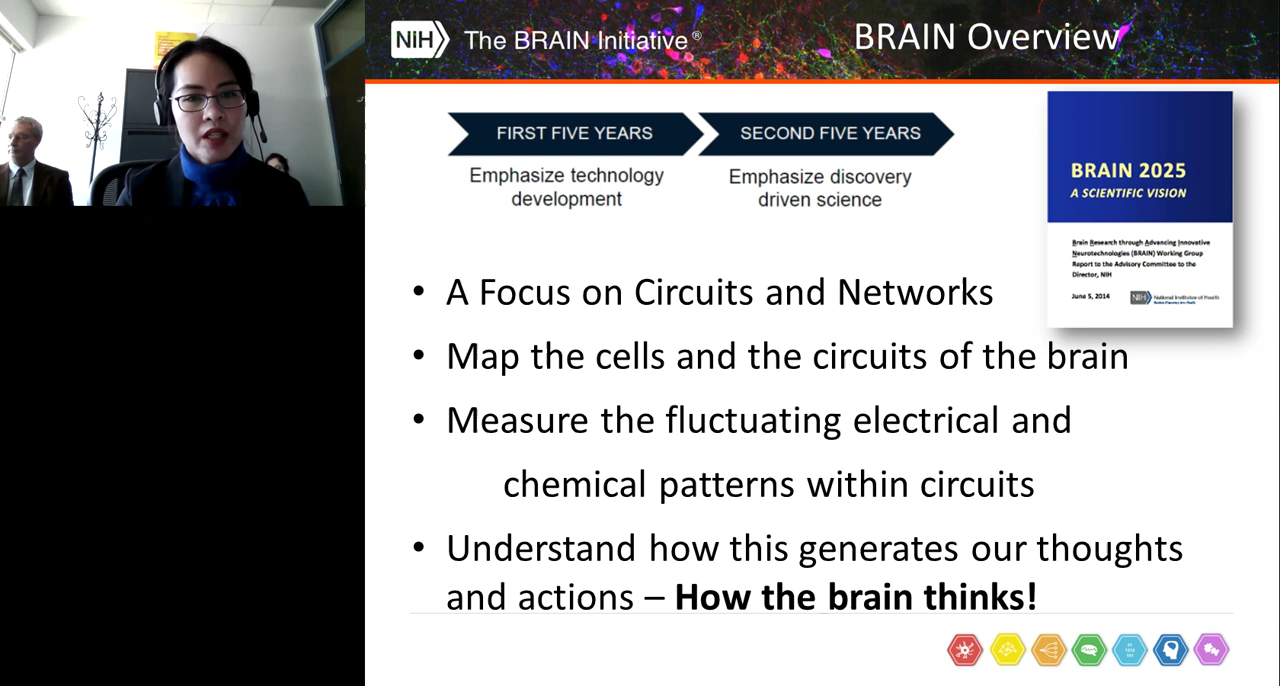 NIH The BRAIN Initiative®
BRAIN Overview
FIRST FIVE YEARS
SECOND FIVE YEARS
Emphasize technology
development
Emphasize discovery
driven science
BRAIN 2025
A SCIENTIFIC VISION
Brain Research through Advancing Innovative
Neurotechnologies (BRAIN) Working Group
Report to the Advisory Committee to the
Director, NIH
June 5, 2014
NIH National Institutes of Health
• A Focus on Circuits and Networks
• Map the cells and the circuits of the brain
• Measure the fluctuating electrical and
chemical patterns within circuits
• Understand how this generates our thoughts
and actions – How the brain thinks!